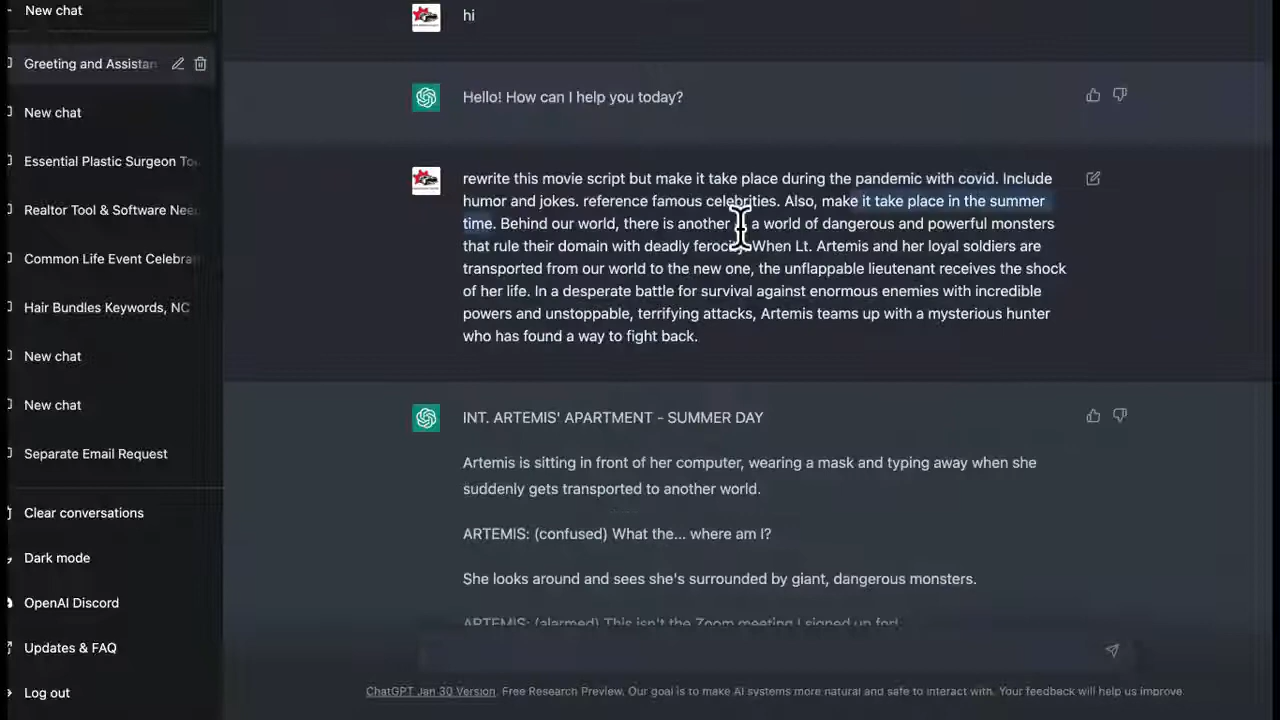 New chat
Greeting and Assistan
New chat
Essential Plastic Surgeon To
Realtor Tool & Software Nee
Common Life Event Celebra
Hair Bundles Keywords, NC
New chat
New chat
Separate Email Request
Clear conversations
Dark mode
OpenAI Discord
Updates & FAQ
Log out
hi
Hello! How can I help you today?
rewrite this movie script but make it take place during the pandemic with covid. Include
humor and jokes. reference famous celebrities. Also, make it take place in the summer
time. Behind our world, there is another a world of dangerous and powerful monsters
that rule their domain with deadly ferocity. When Lt. Artemis and her loyal soldiers are
transported from our world to the new one, the unflappable lieutenant receives the shock
of her life. In a desperate battle for survival against enormous enemies with incredible
powers and unstoppable, terrifying attacks, Artemis teams up with a mysterious hunter
who has found a way to fight back.
INT. ARTEMIS' APARTMENT - SUMMER DAY
Artemis is sitting in front of her computer, wearing a mask and typing away when she
suddenly gets transported to another world.
ARTEMIS: (confused) What the... where am I?
She looks around and sees she's surrounded by giant, dangerous monsters.
ARTEMIS: (alarmed) This isn't the Zoom meeting I signed up for!
ChatGPT Jan 30 Version. Free Research Preview. Our goal is to make AI systems more natural and safe to interact with. Your feedback will help us improve.